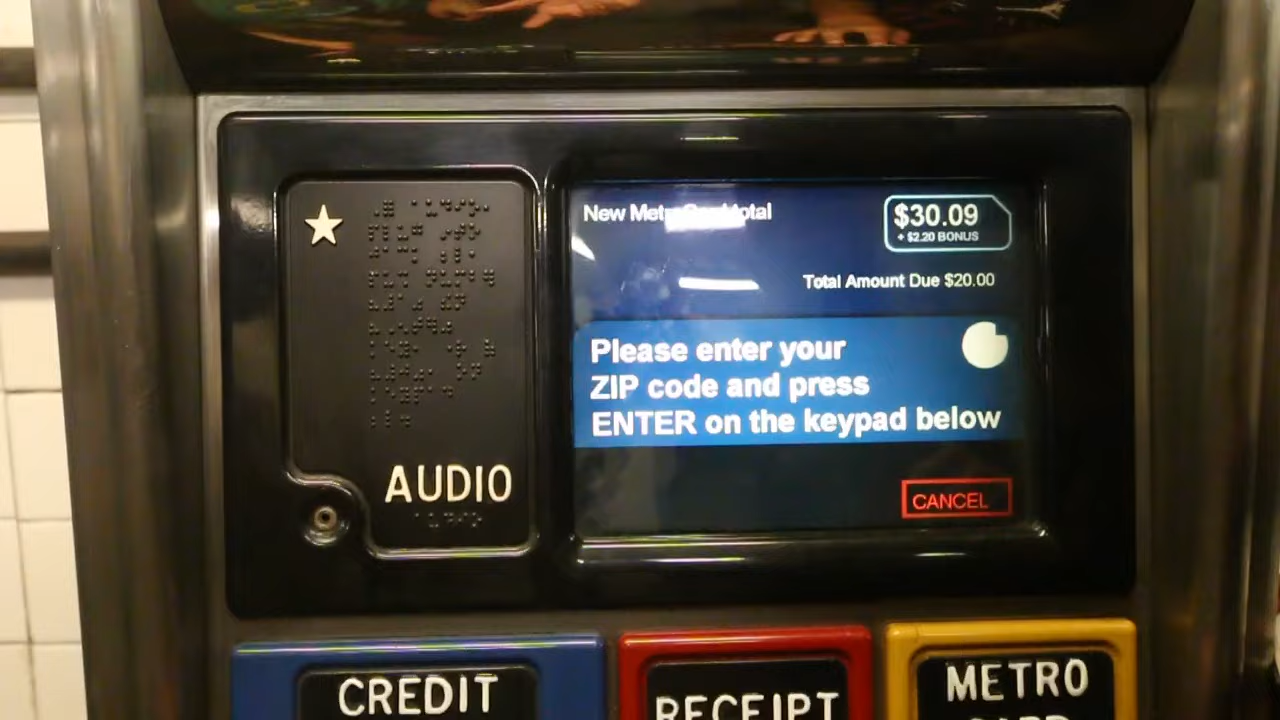 New MetroCard total
$30.09
+ $2.20 BONUS
Total Amount Due $20.00
Please enter your
ZIP code and press
ENTER on the keypad below
CANCEL
AUDIO
CREDIT
RECEIPT
METRO
CARD